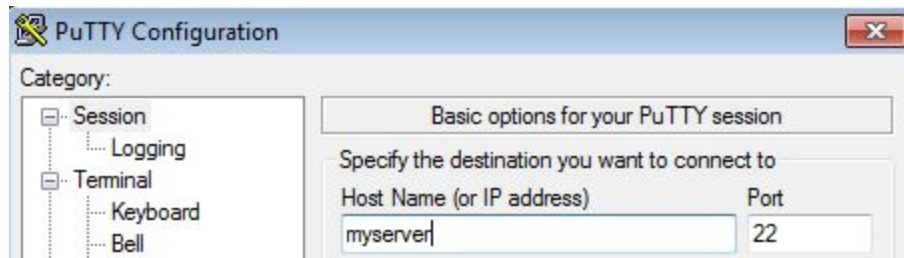 PuTTY Configuration
Category:
Session
Logging
Terminal
Keyboard
Bell
Basic options for your PuTTY session
Specify the destination you want to connect to
Host Name (or IP address) Port
myserver 22